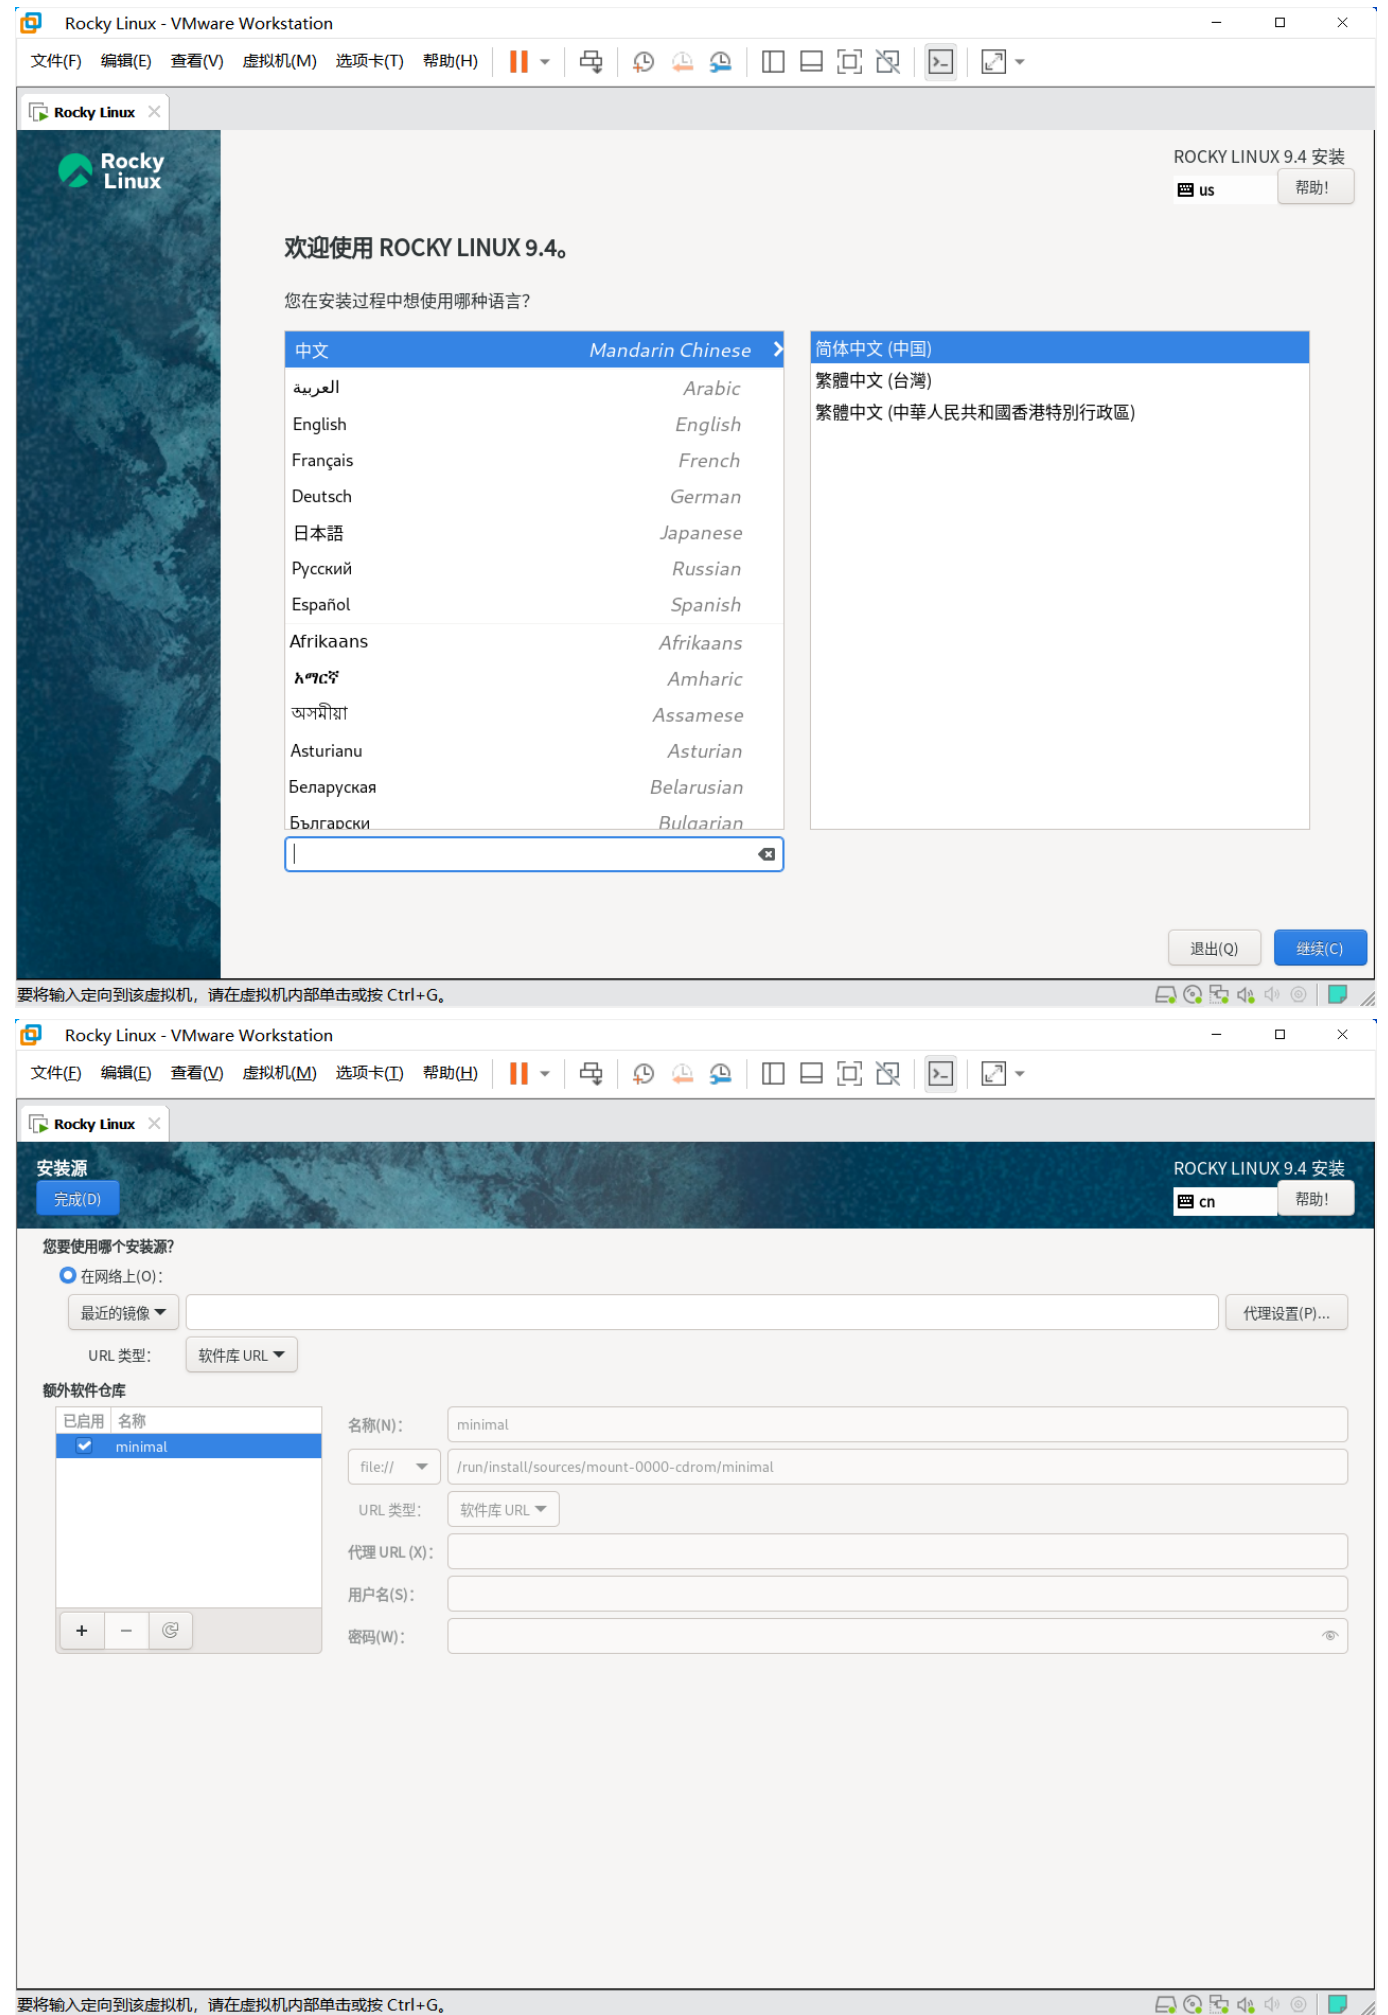 Rocky Linux - VMware Workstation
文件(F) 编辑(E) 查看(V) 虚拟机(M) 选项卡(T) 帮助(H)
Rocky Linux
Rocky Linux
ROCKY LINUX 9.4 安装
us 帮助!
欢迎使用 ROCKY LINUX 9.4。
您在安装过程中想使用哪种语言?
中文 Mandarin Chinese
العربية Arabic
English English
Français French
Deutsch German
日本語 Japanese
Русский Russian
Español Spanish
Afrikaans Afrikaans
አማርኛ Amharic
অসমীয়া Assamese
Asturianu Asturian
Беларуская Belarusian
Български Bulgarian
简体中文 (中国)
繁體中文 (台灣)
繁體中文 (中華人民共和國香港特別行政區)
退出(Q) 继续(C)
要将输入定向到该虚拟机，请在虚拟机内部单击或按 Ctrl+G。
Rocky Linux - VMware Workstation
文件(F) 编辑(E) 查看(V) 虚拟机(M) 选项卡(T) 帮助(H)
Rocky Linux
安装源
完成(D)
ROCKY LINUX 9.4 安装
cn 帮助!
您要使用哪个安装源?
在网络上(O)：
最近的镜像 代理设置(P)...
URL 类型： 软件库 URL
额外软件仓库
已启用 名称
minimal
名称(N)： minimal
file:// /run/install/sources/mount-0000-cdrom/minimal
URL 类型： 软件库 URL
代理 URL (X)：
用户名(S)：
密码(W)：
+ −
要将输入定向到该虚拟机，请在虚拟机内部单击或按 Ctrl+G。